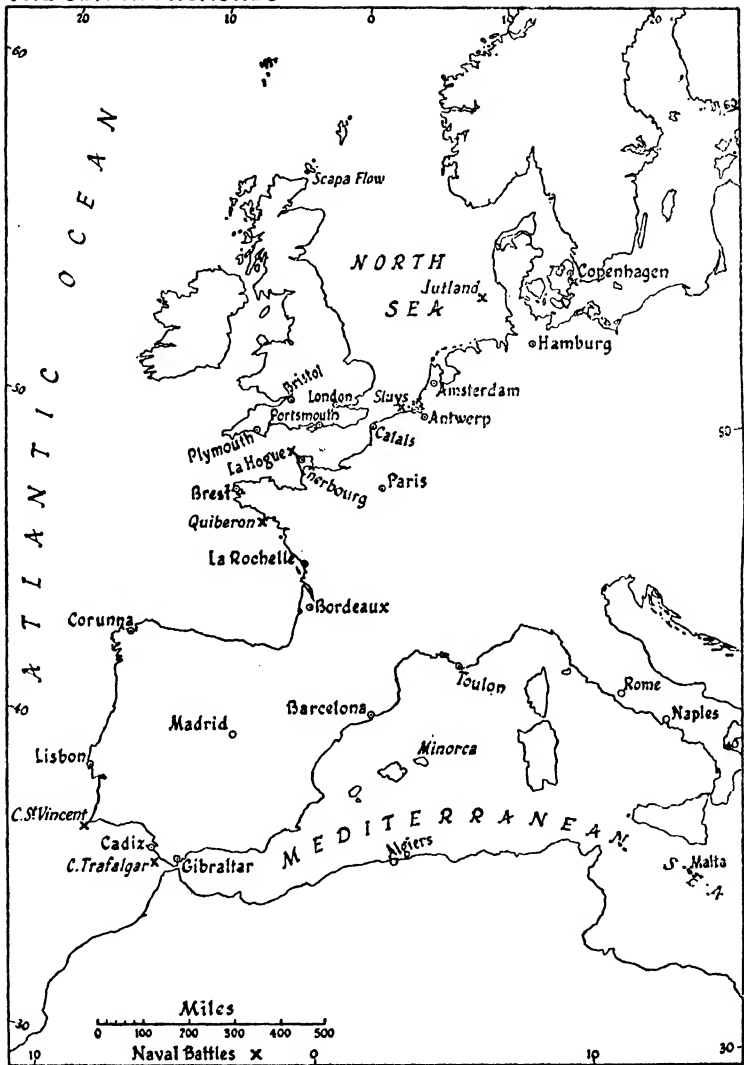 20 10 0 10 20
60
60
ATLANTIC OCEAN
Scapa Flow
NORTH
SEA
Jutland
Copenhagen
Hamburg
50
50
Bristol
London
Sluys
Amsterdam
Portsmouth
Antwerp
Plymouth
Calais
La Hogue
Cherbourg
Paris
Brest
Quiberon
La Rochelle
Bordeaux
Corunna
Toulon
Rome
40
40
Madrid
Barcelona
Naples
Lisbon
Minorca
C. St Vincent
MEDITERRANEAN
SEA
Cadiz
C. Trafalgar
Gibraltar
Algiers
Malta
Miles
0 100 200 300 400 500
Naval Battles x
30
30
10 0 10